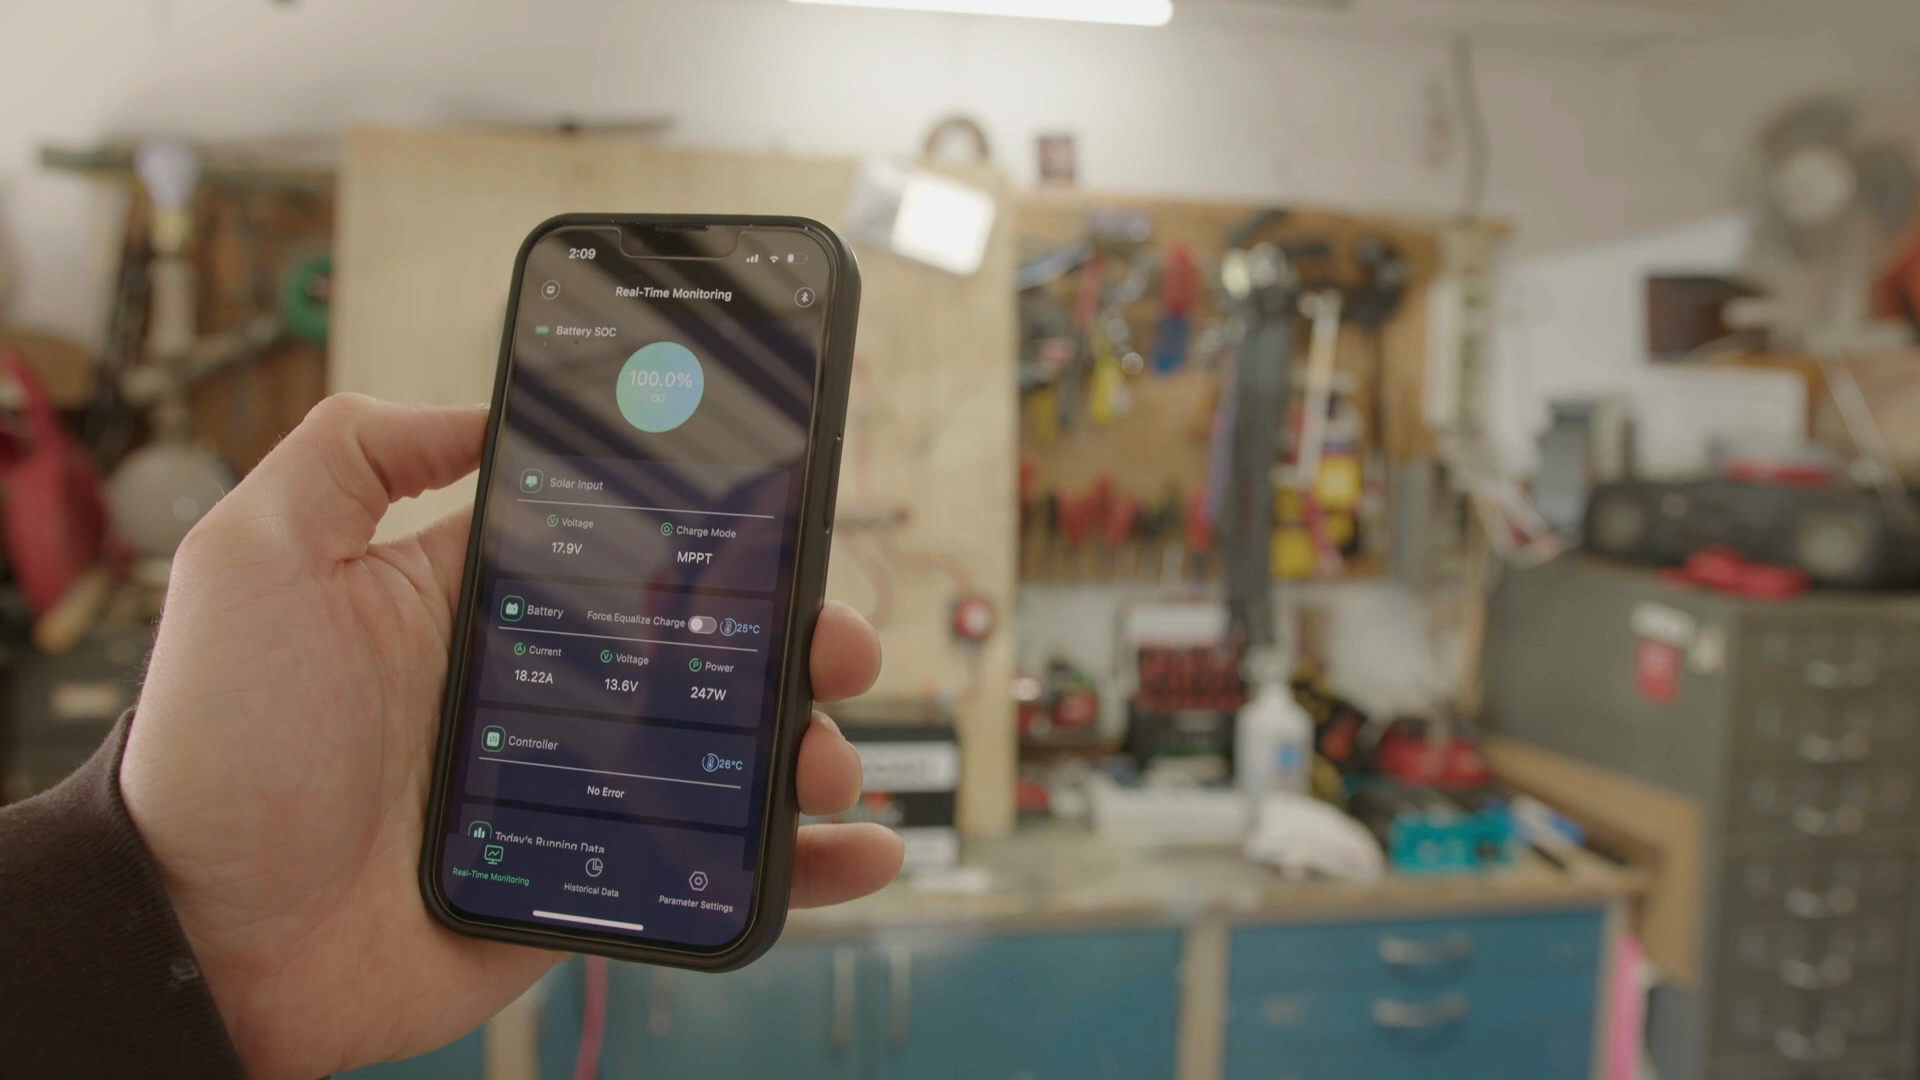 2:09
Real-Time Monitoring
Battery SOC
100.0%
Solar Input
Voltage
Charge Mode
17.9V
MPPT
Battery
Force Equalize Charge
25°C
Current
Voltage
Power
18.22A
13.6V
247W
Controller
26°C
No Error
Today's Running Data
Real-Time Monitoring
Historical Data
Parameter Settings